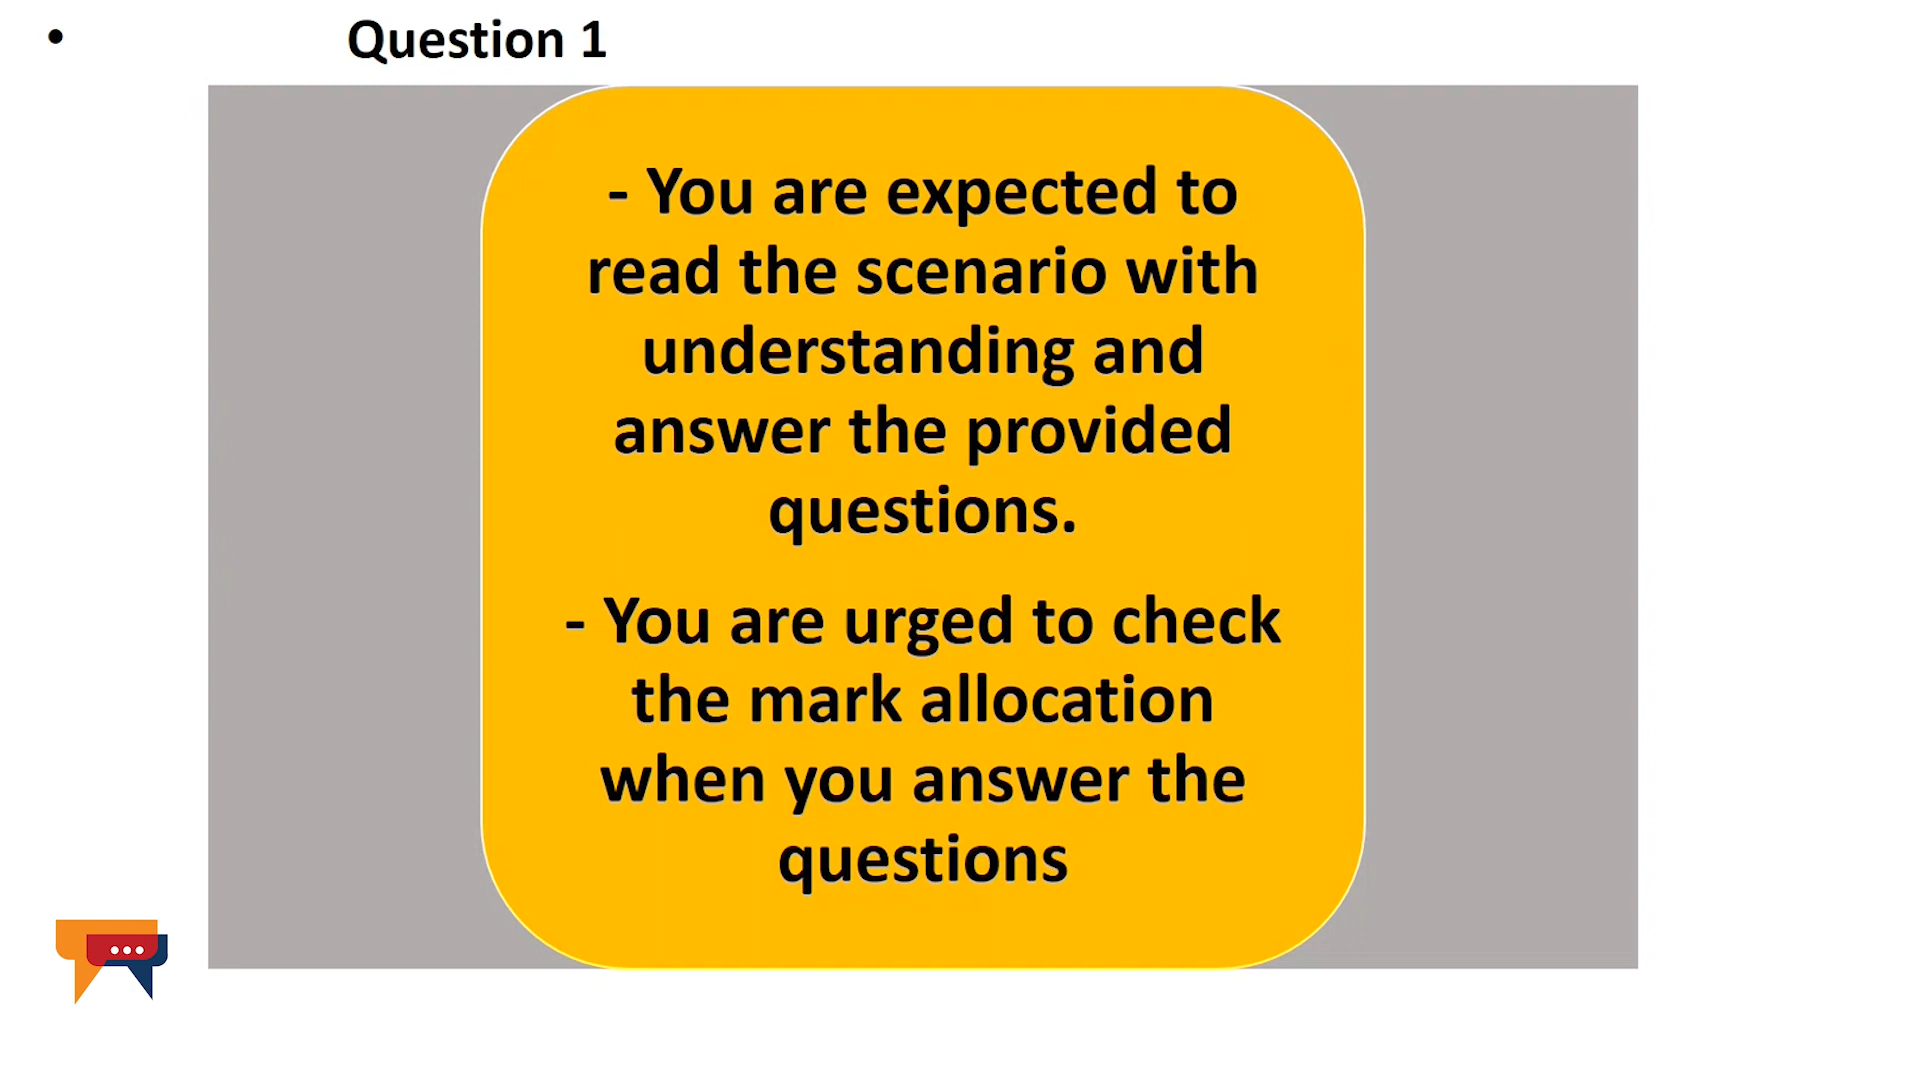 • Question 1
- You are expected to
read the scenario with
understanding and
answer the provided
questions.
- You are urged to check
the mark allocation
when you answer the
questions